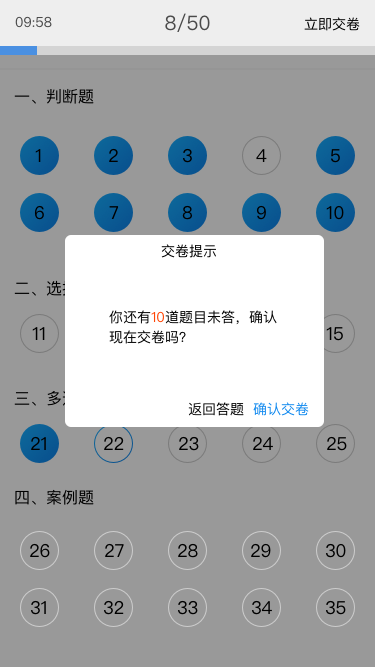 09:58 8/50 立即交卷
一、判断题
1 2 3 4 5
6 7 8 9 10
交卷提示
二、选
11 15
你还有10道题目未答，确认
现在交卷吗?
三、多
返回答题 确认交卷
21 22 23 24 25
四、案例题
26 27 28 29 30
31 32 33 34 35